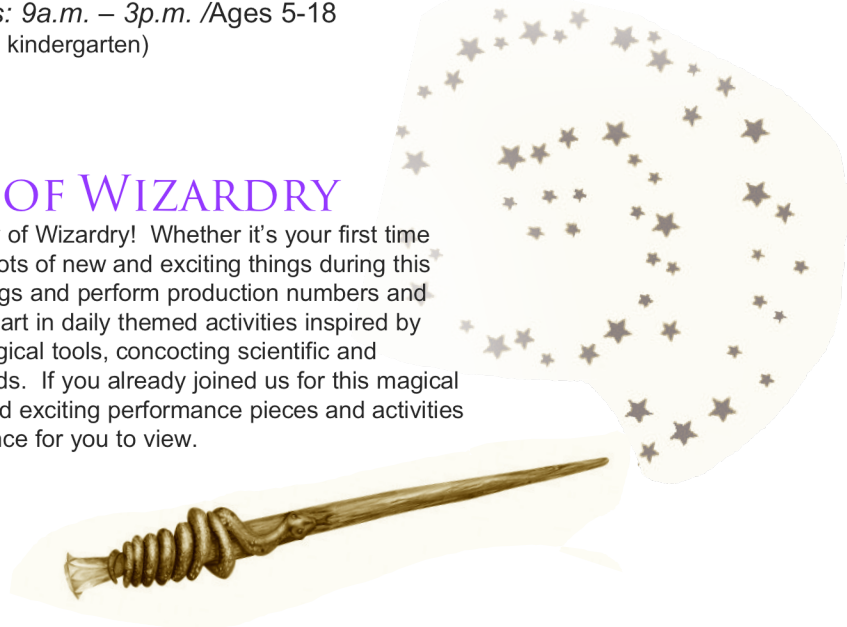 s: 9a.m. – 3p.m. /Ages 5-18
kindergarten)
OF WIZARDRY
of Wizardry!  Whether it’s your first time
ots of new and exciting things during this
gs and perform production numbers and
art in daily themed activities inspired by
gical tools, concocting scientific and
ds.  If you already joined us for this magical
d exciting performance pieces and activities
nce for you to view.